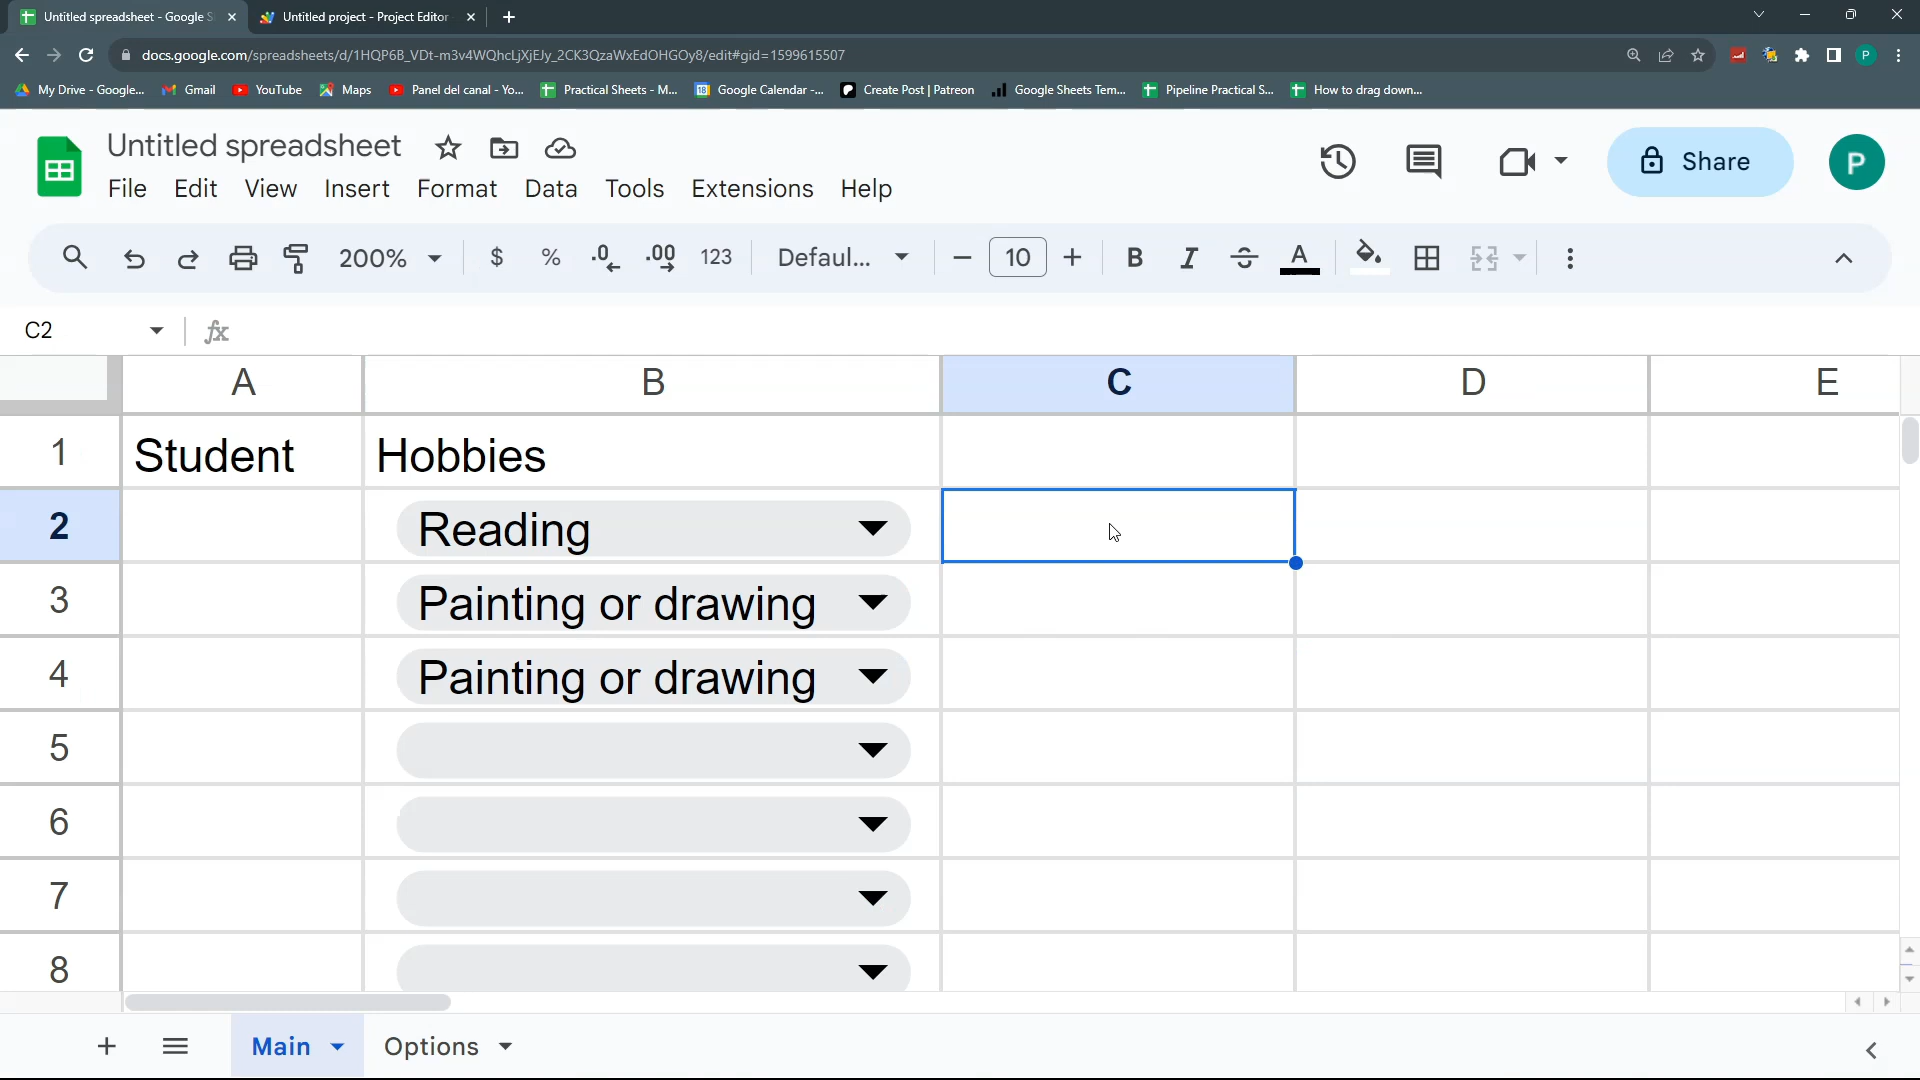 Untitled spreadsheet - Google S
Untitled project - Project Editor
docs.google.com/spreadsheets/d/1HQP6B_VDt-m3v4WQhcLjXjEJy_2CK3QzaWxEdOHGOy8/edit#gid=1599615507
My Drive - Google...
Gmail
YouTube
Maps
Panel del canal - Yo...
Practical Sheets - M...
Google Calendar -...
Create Post | Patreon
Google Sheets Tem...
Pipeline Practical S...
How to drag down...
Untitled spreadsheet
Share
P
File Edit View Insert Format Data Tools Extensions Help
200% $ % .0 .00 123 Defaul... 10 B I S A
C2 fx
A B C D E
1 Student Hobbies
2 Reading
3 Painting or drawing
4 Painting or drawing
5
6
7
8
Main Options